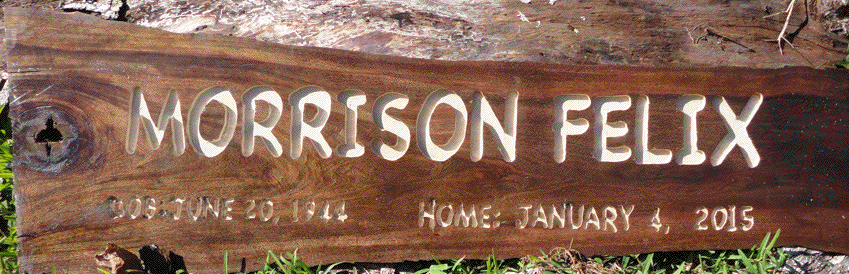 MORRISON FELIX
DOB: JUNE 20, 1944 HOME: JANUARY 4, 2015